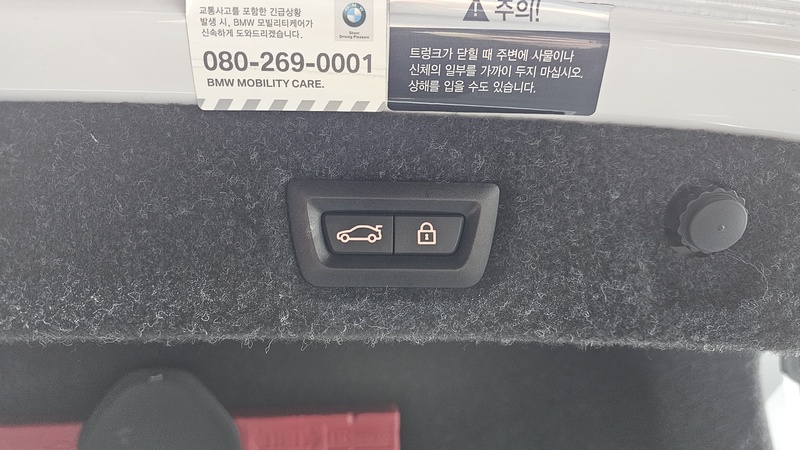 교통사고를 포함한 긴급상황
발생 시, BMW 모빌리티케어가
신속하게 도와드리겠습니다.
BMW
Sheer
Driving Pleasure
080-269-0001
BMW MOBILITY CARE.
주의!
트렁크가 닫힐 때 주변에 사물이나
신체의 일부를 가까이 두지 마십시오.
상해를 입을 수도 있습니다.